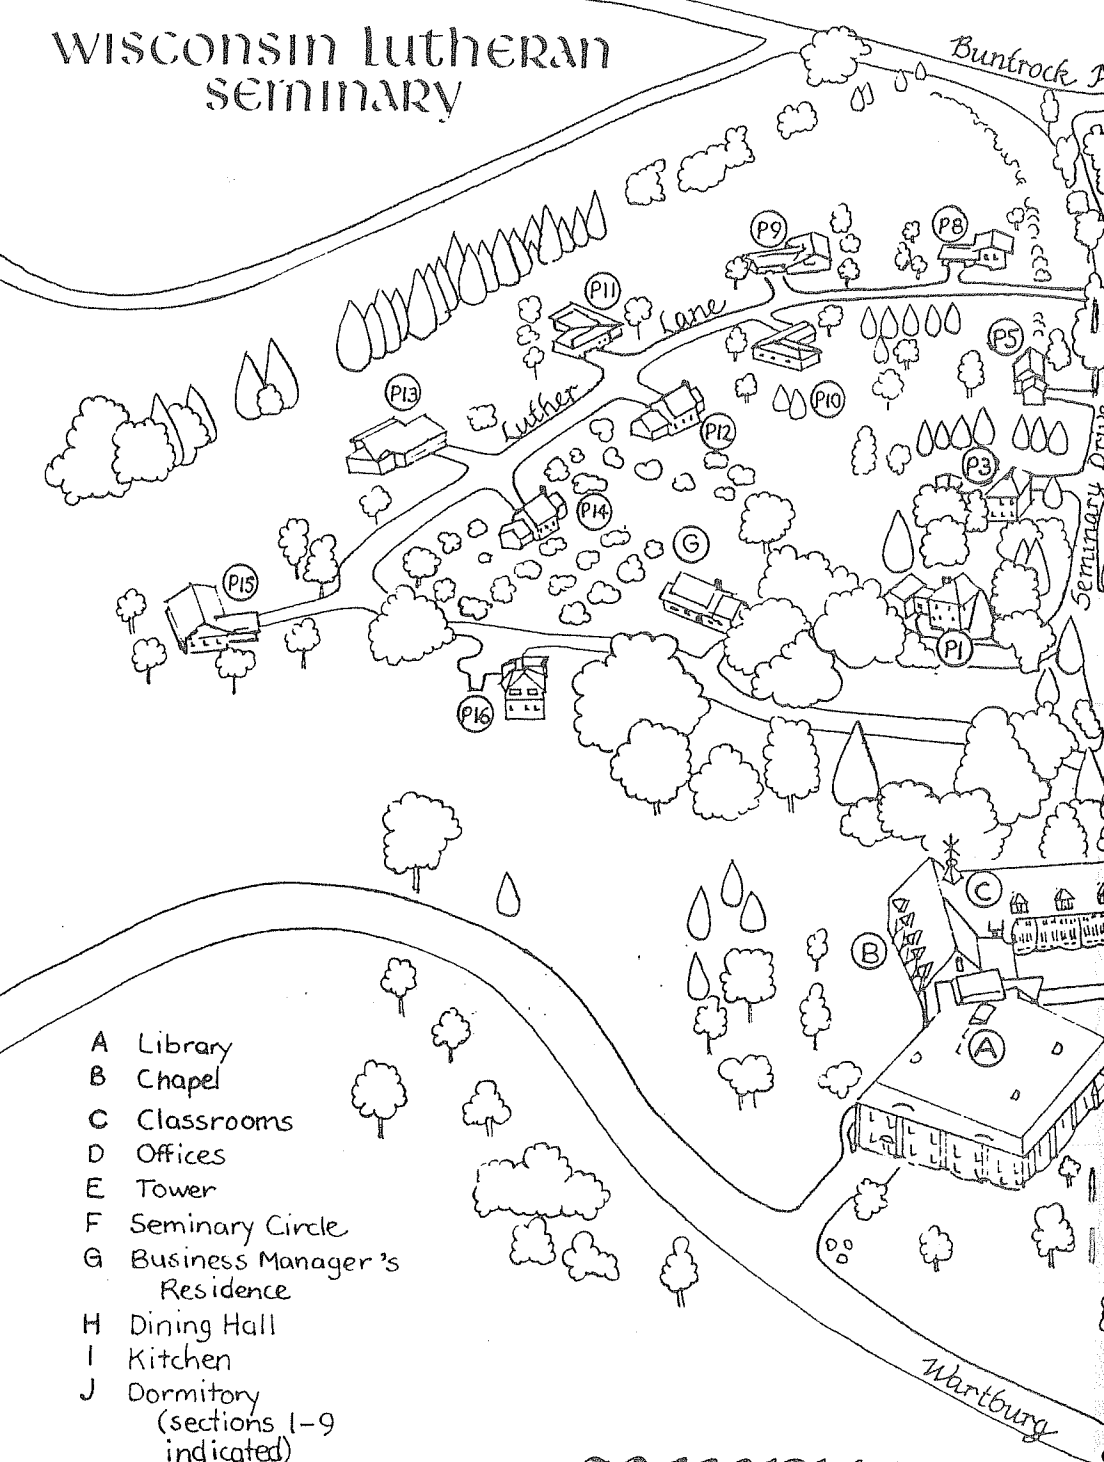 WISCONSIN LUTHERAN
SEMINARY
Buntrock
P9
P8
P11
Lane
P5
P13
Luther
P10
P12
P3
Seminary Drive
P14
G
P15
P1
P16
C
B
A
A Library
B Chapel
C Classrooms
D Offices
E Tower
F Seminary Circle
G Business Manager's
Residence
H Dining Hall
I Kitchen
J Dormitory
(sections 1-9
indicated)
Wartburg